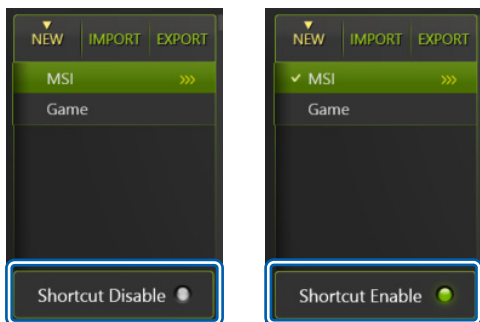 NEW IMPORT EXPORT
MSI >>>
Game
Shortcut Disable
NEW IMPORT EXPORT
✓ MSI >>>
Game
Shortcut Enable